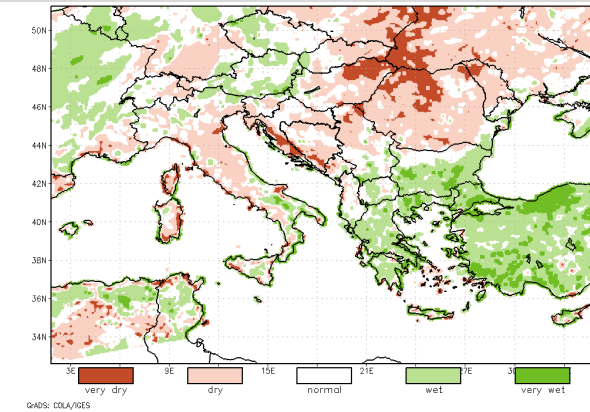 50N
48N
46N
44N
42N
40N
38N
36N
34N
3E 9E 15E 21E 27E 3
very dry dry normal wet very wet
GrADS: COLA/IGES